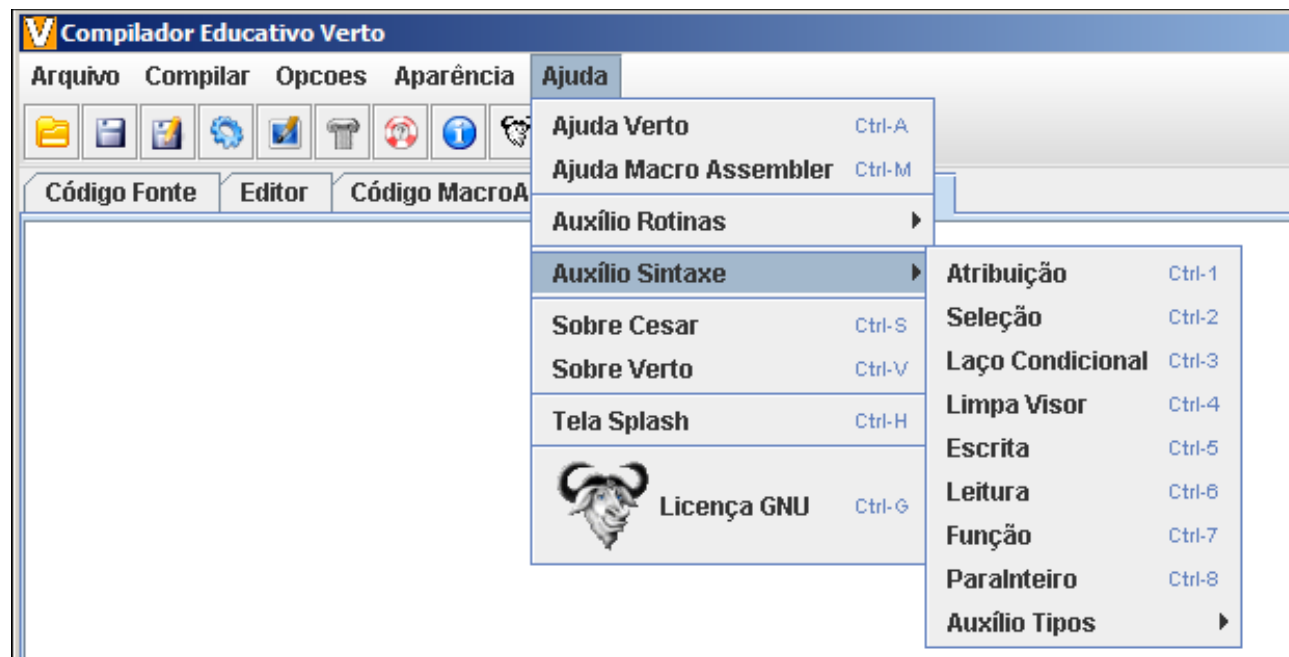 Compilador Educativo Verto
Arquivo Compilar Opcoes Aparência Ajuda
Código Fonte Editor Código MacroA
Ajuda Verto Ctrl-A
Ajuda Macro Assembler Ctrl-M
Auxílio Rotinas
Auxílio Sintaxe
Sobre Cesar Ctrl-S
Sobre Verto Ctrl-V
Tela Splash Ctrl-H
Licença GNU Ctrl-G
Atribuição Ctrl-1
Seleção Ctrl-2
Laço Condicional Ctrl-3
Limpa Visor Ctrl-4
Escrita Ctrl-5
Leitura Ctrl-6
Função Ctrl-7
ParaInteiro Ctrl-8
Auxílio Tipos